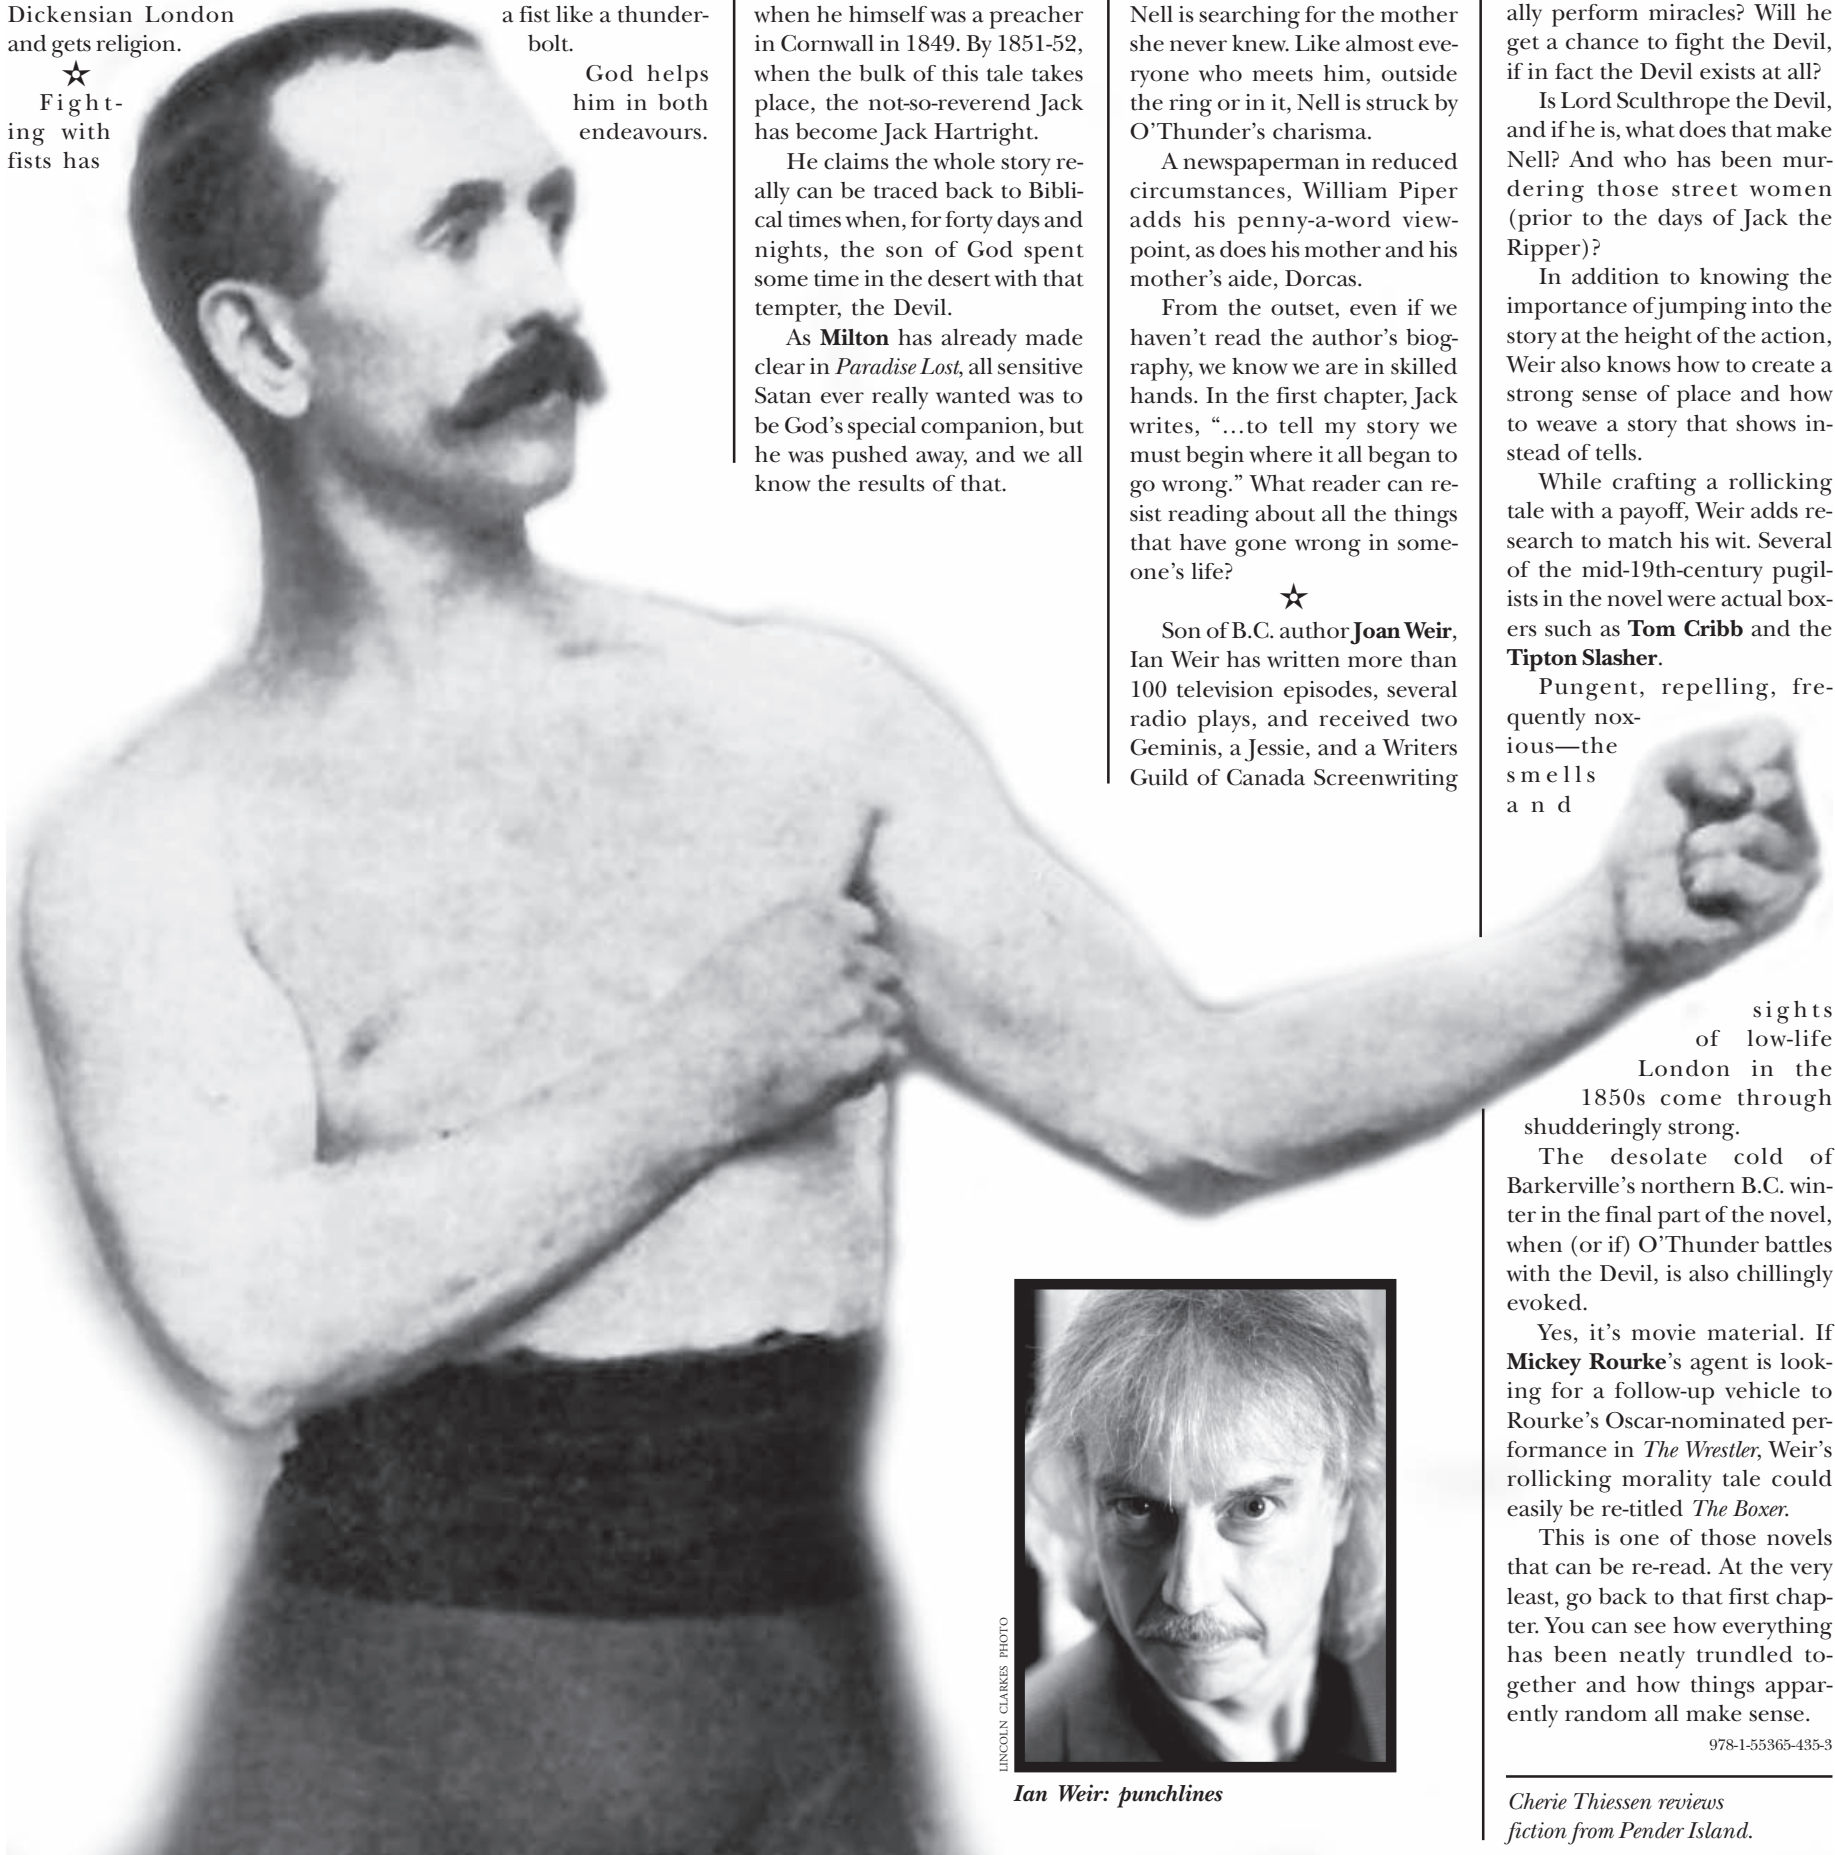 Dickensian London
and gets religion.
☆
Fight-
ing with
fists has
a fist like a thunder-
bolt.
God helps
him in both
endeavours.
when he himself was a preacher
in Cornwall in 1849. By 1851-52,
when the bulk of this tale takes
place, the not-so-reverend Jack
has become Jack Hartright.
He claims the whole story re-
ally can be traced back to Bibli-
cal times when, for forty days and
nights, the son of God spent
some time in the desert with that
tempter, the Devil.
As Milton has already made
clear in Paradise Lost, all sensitive
Satan ever really wanted was to
be God's special companion, but
he was pushed away, and we all
know the results of that.
Nell is searching for the mother
she never knew. Like almost eve-
ryone who meets him, outside
the ring or in it, Nell is struck by
O'Thunder's charisma.
A newspaperman in reduced
circumstances, William Piper
adds his penny-a-word view-
point, as does his mother and his
mother's aide, Dorcas.
From the outset, even if we
haven't read the author's biog-
raphy, we know we are in skilled
hands. In the first chapter, Jack
writes, “…to tell my story we
must begin where it all began to
go wrong.” What reader can re-
sist reading about all the things
that have gone wrong in some-
one's life?
☆
Son of B.C. author Joan Weir,
Ian Weir has written more than
100 television episodes, several
radio plays, and received two
Geminis, a Jessie, and a Writers
Guild of Canada Screenwriting
ally perform miracles? Will he
get a chance to fight the Devil,
if in fact the Devil exists at all?
Is Lord Sculthrope the Devil,
and if he is, what does that make
Nell? And who has been mur-
dering those street women
(prior to the days of Jack the
Ripper)?
In addition to knowing the
importance of jumping into the
story at the height of the action,
Weir also knows how to create a
strong sense of place and how
to weave a story that shows in-
stead of tells.
While crafting a rollicking
tale with a payoff, Weir adds re-
search to match his wit. Several
of the mid-19th-century pugil-
ists in the novel were actual box-
ers such as Tom Cribb and the
Tipton Slasher.
Pungent, repelling, fre-
quently nox-
ious—the
smells
and
sights
of low-life
London in the
1850s come through
shudderingly strong.
The desolate cold of
Barkerville's northern B.C. win-
ter in the final part of the novel,
when (or if) O'Thunder battles
with the Devil, is also chillingly
evoked.
Yes, it's movie material. If
Mickey Rourke's agent is look-
ing for a follow-up vehicle to
Rourke's Oscar-nominated per-
formance in The Wrestler, Weir's
rollicking morality tale could
easily be re-titled The Boxer.
This is one of those novels
that can be re-read. At the very
least, go back to that first chap-
ter. You can see how everything
has been neatly trundled to-
gether and how things appar-
ently random all make sense.
978-1-55365-435-3
Cherie Thiessen reviews
fiction from Pender Island.
LINCOLN CLARKES PHOTO
Ian Weir: punchlines